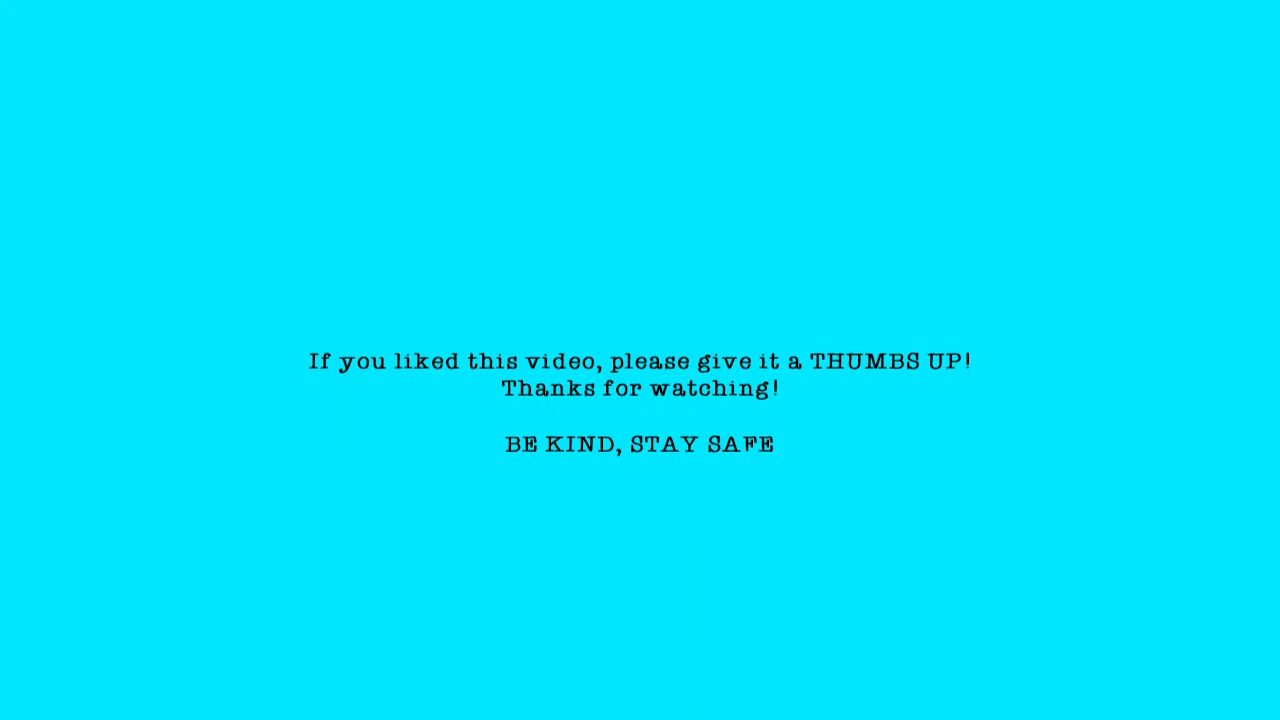 If you liked this video, please give it a THUMBS UP!
Thanks for watching!
BE KIND, STAY SAFE